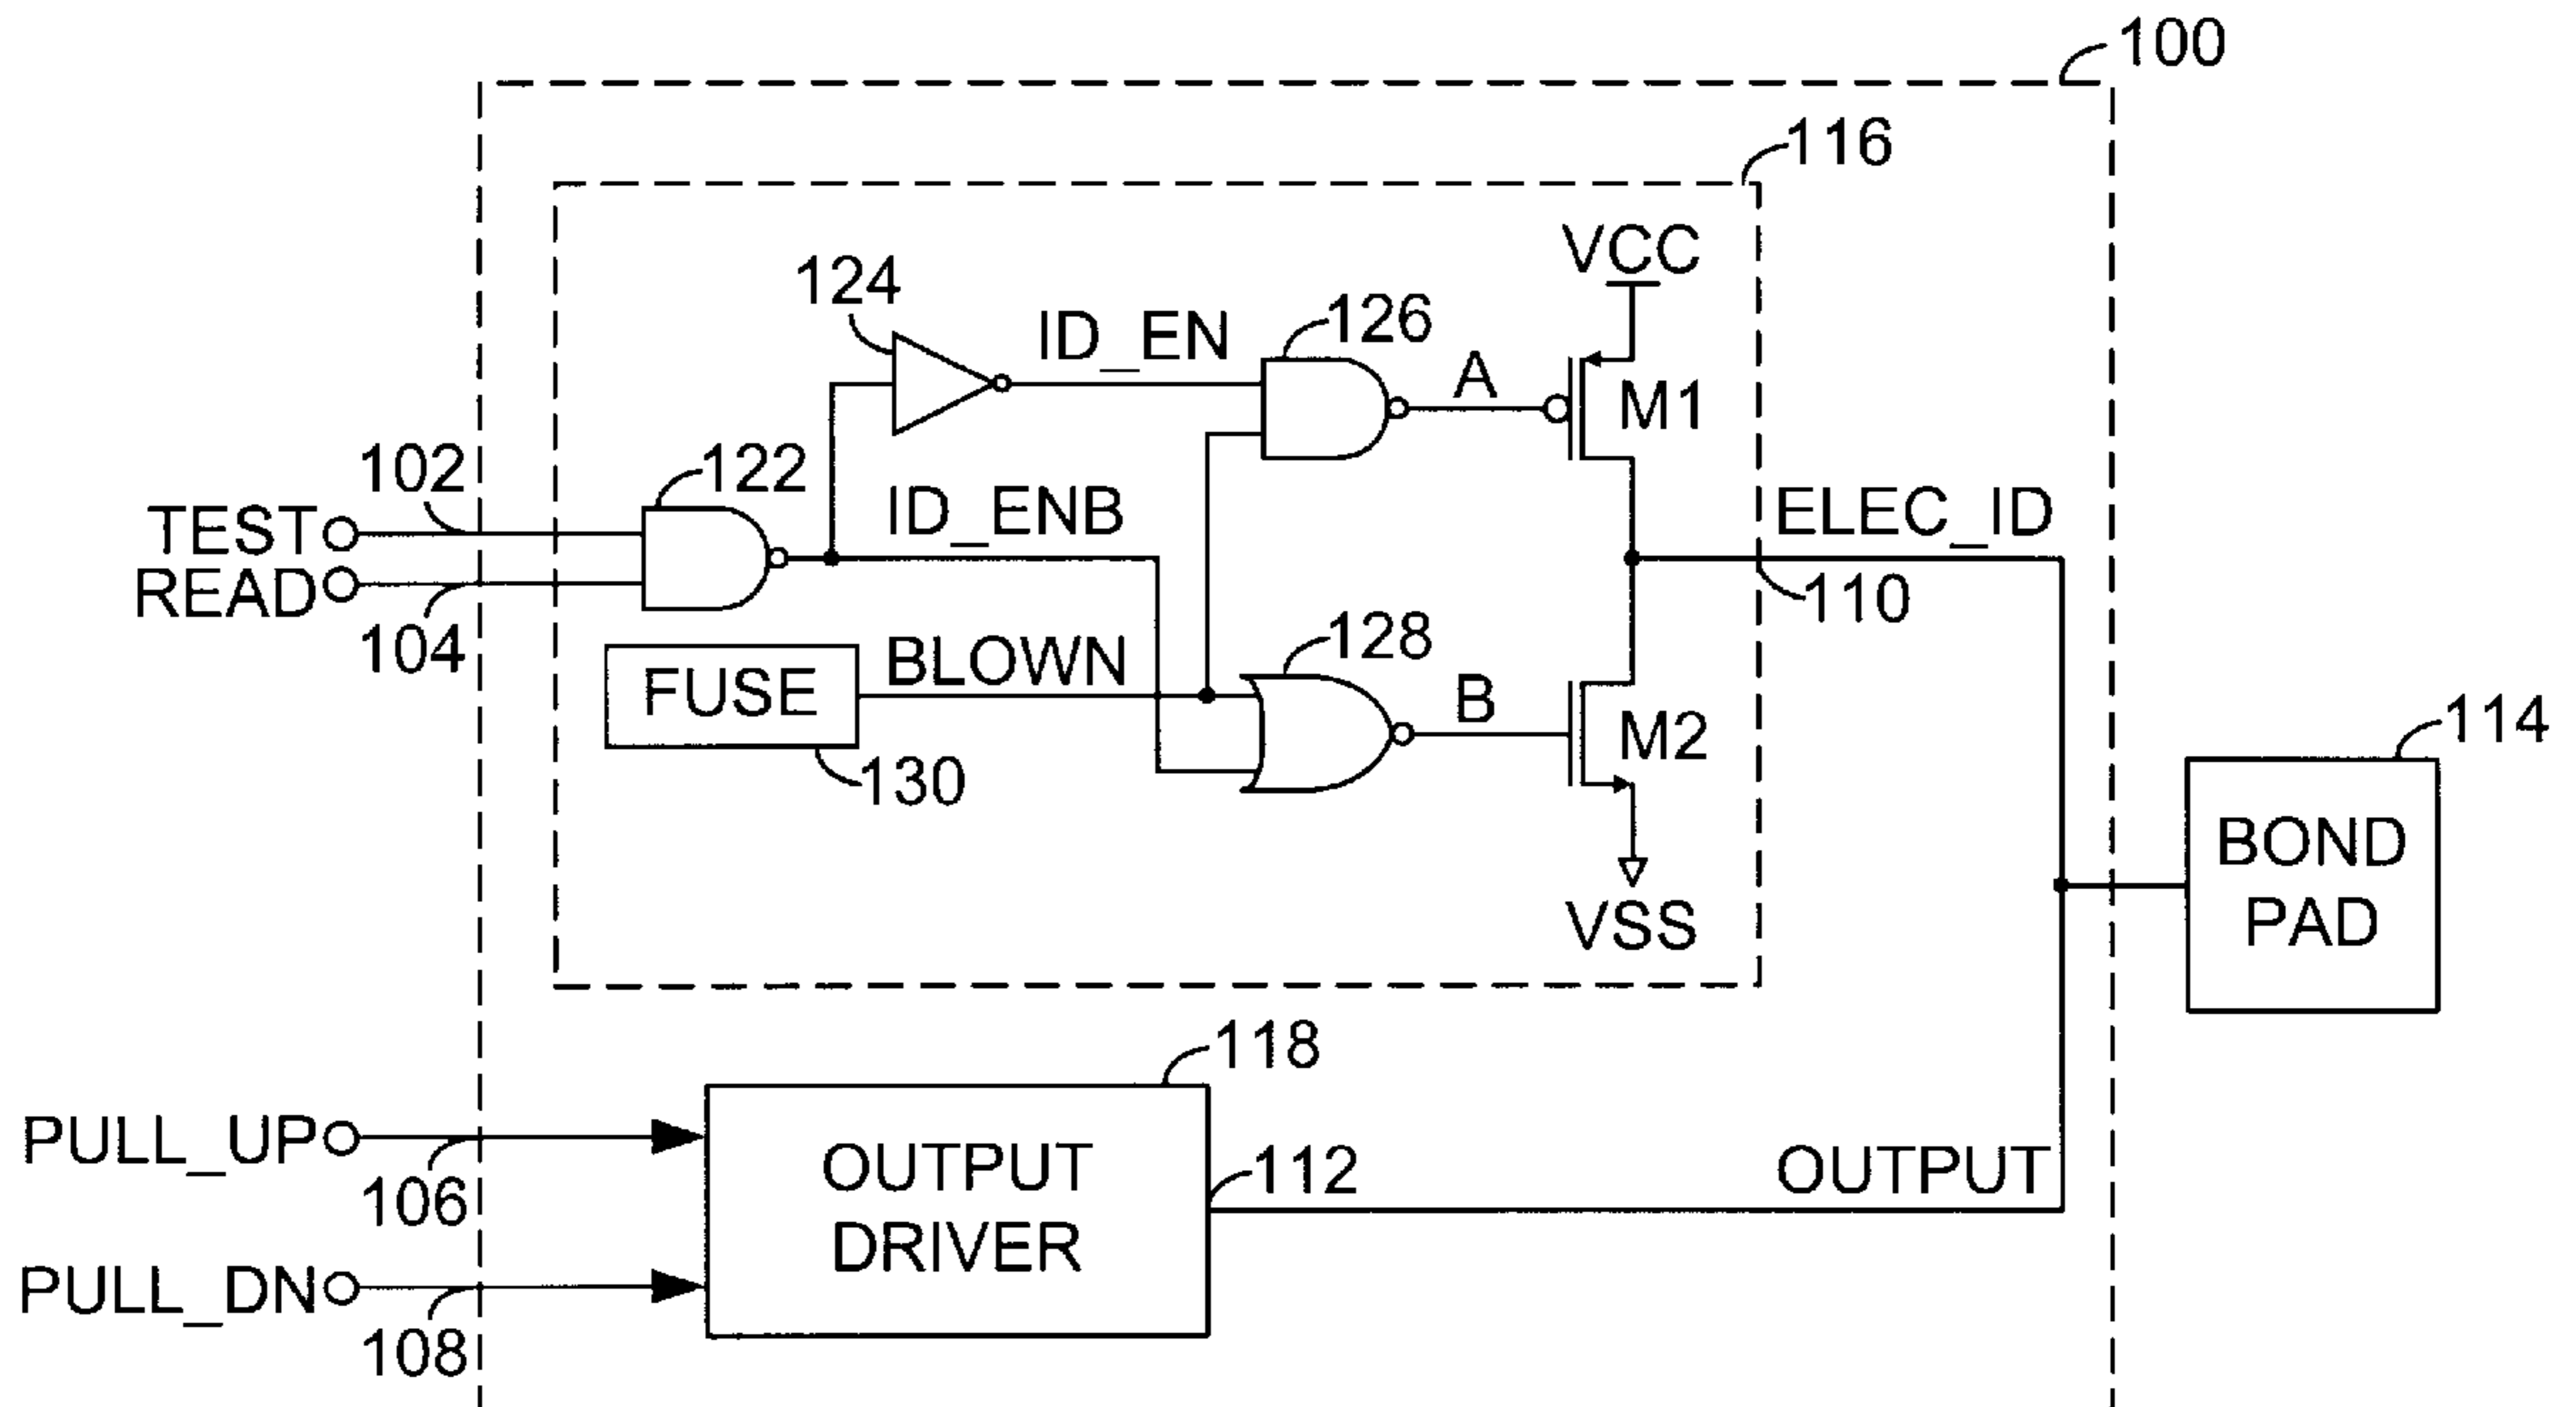 100
116
VCC
124
ID_EN
126
A
M1
102
122
TEST
ID_ENB
ELEC_ID
READ
110
104
128
FUSE
BLOWN
B
M2
130
114
BOND
PAD
VSS
118
PULL_UP
OUTPUT
DRIVER
112
OUTPUT
106
PULL_DN
108